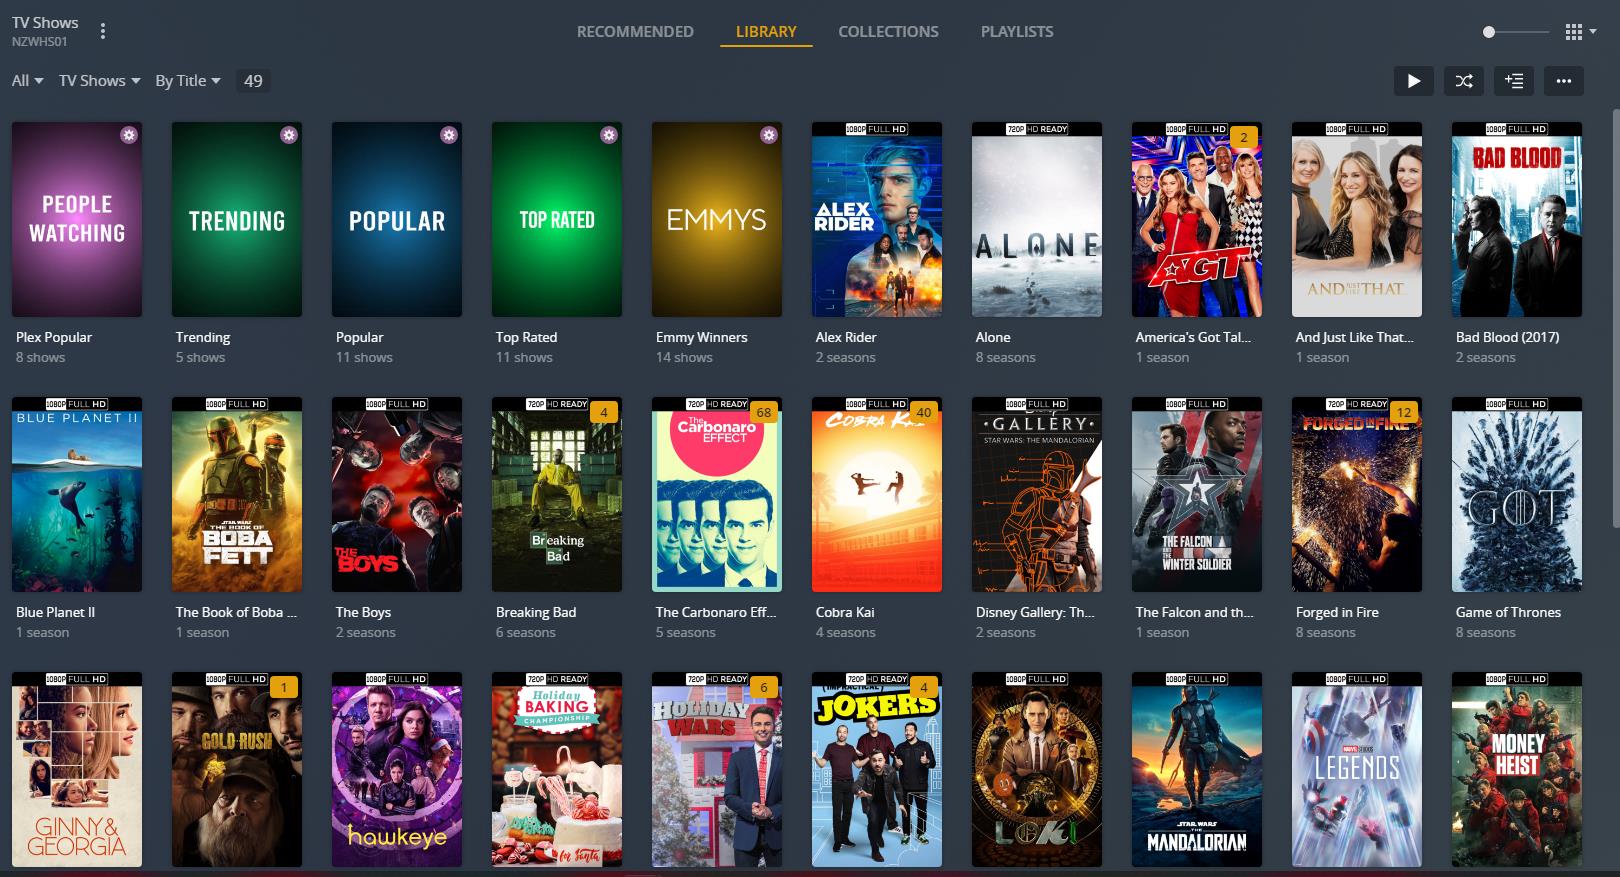 TV Shows
NZWHS01
RECOMMENDED
LIBRARY
COLLECTIONS
PLAYLISTS
All
TV Shows
By Title
49
PEOPLE
WATCHING
TRENDING
POPULAR
TOP RATED
EMMYS
1080P FULL HD
ALEX
RIDER
720P HD READY
ALONE
1080P FULL HD
2
AGT
1080P FULL HD
AND JUST LIKE THAT...
1080P FULL HD
BAD BLOOD
Plex Popular
8 shows
Trending
5 shows
Popular
11 shows
Top Rated
11 shows
Emmy Winners
14 shows
Alex Rider
2 seasons
Alone
8 seasons
America's Got Tal...
1 season
And Just Like That...
1 season
Bad Blood (2017)
2 seasons
1080P FULL HD
BLUE PLANET II
1080P FULL HD
STAR WARS
THE BOOK OF
BOBA
FETT
1080P FULL HD
THE
BOYS
720P HD READY
4
Breaking
Bad
720P HD READY
68
The
Carbonaro
EFFECT
1080P FULL HD
40
COBRA KAI
1080P FULL HD
·GALLERY·
STAR WARS: THE MANDALORIAN
1080P FULL HD
THE FALCON
AND THE
WINTER SOLDIER
720P HD READY
12
FORGED IN FIRE
1080P FULL HD
GOT
Blue Planet II
1 season
The Book of Boba ...
1 season
The Boys
2 seasons
Breaking Bad
6 seasons
The Carbonaro Eff...
5 seasons
Cobra Kai
4 seasons
Disney Gallery: Th...
2 seasons
The Falcon and th...
1 season
Forged in Fire
8 seasons
Game of Thrones
8 seasons
1080P FULL HD
GINNY &
GEORGIA
1080P FULL HD
1
GOLD RUSH
1080P FULL HD
hawkeye
720P HD READY
Holiday
BAKING
CHAMPIONSHIP
for Santa
720P HD READY
6
HOLIDAY
WARS
720P HD READY
4
(IMPRACTICAL)
JOKERS
1080P FULL HD
LOKI
1080P FULL HD
STAR WARS
THE
MANDALORIAN
1080P FULL HD
MARVEL STUDIOS
LEGENDS
1080P FULL HD
MONEY
HEIST